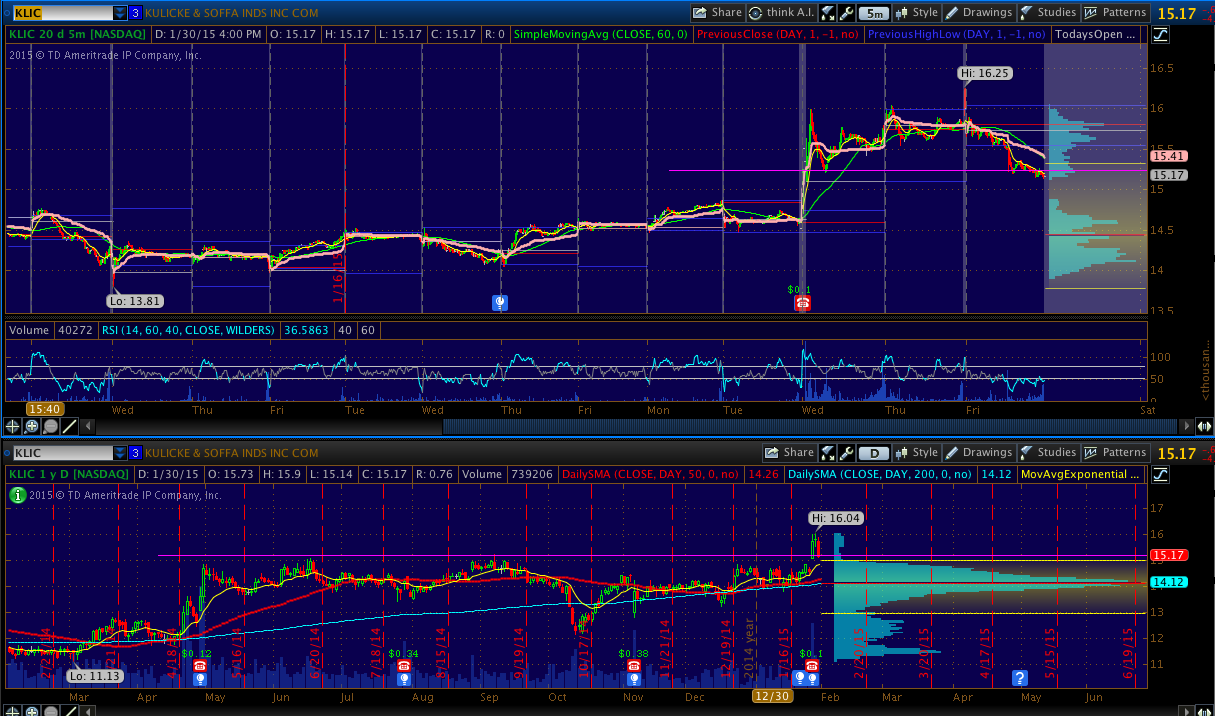 KLIC 3 KULICKE & SOFFA INDS INC COM Share think A.I. 5m Style Drawings Studies Patterns 15.17
KLIC 20 d 5m [NASDAQ] D: 1/30/15 4:00 PM O: 15.17 H: 15.17 L: 15.17 C: 15.17 R: 0 SimpleMovingAvg (CLOSE, 60, 0) PreviousClose (DAY, 1, -1, no) PreviousHighLow (DAY, 1, -1, no) TodaysOpen ...
2015 © TD Ameritrade IP Company, Inc.
Hi: 16.25
16.5
16
15.5
15.41
15.17
15
14.5
14
13.5
1/16/15
Lo: 13.81
$0.1
Volume 40272 RSI (14, 60, 40, CLOSE, WILDERS) 36.5863 40 60
100
50
0
<thousan...
15:40 Wed Thu Fri Tue Wed Thu Fri Mon Tue Wed Thu Fri Sat
KLIC 3 KULICKE & SOFFA INDS INC COM Share D Style Drawings Studies Patterns 15.17
KLIC 1 y D [NASDAQ] D: 1/30/15 O: 15.73 H: 15.9 L: 15.14 C: 15.17 R: 0.76 Volume 739206 DailySMA (CLOSE, DAY, 50, 0, no) 14.26 DailySMA (CLOSE, DAY, 200, 0, no) 14.12 MovAvgExponential ...
2015 © TD Ameritrade IP Company, Inc.
Hi: 16.04
17
16
15.17
14.12
13
12
11
5/16/14 6/20/14 7/18/14 8/15/14 9/19/14 10/17/14 11/21/14 12/19/14 2014 year 1/16/15 2/20/15 3/20/15 4/17/15 5/15/15 6/19/15
$0.12 $0.34 $0.38 $0.1
Lo: 11.13
Mar Apr May Jun Jul Aug Sep Oct Nov Dec 12/30 Feb Mar Apr May Jun